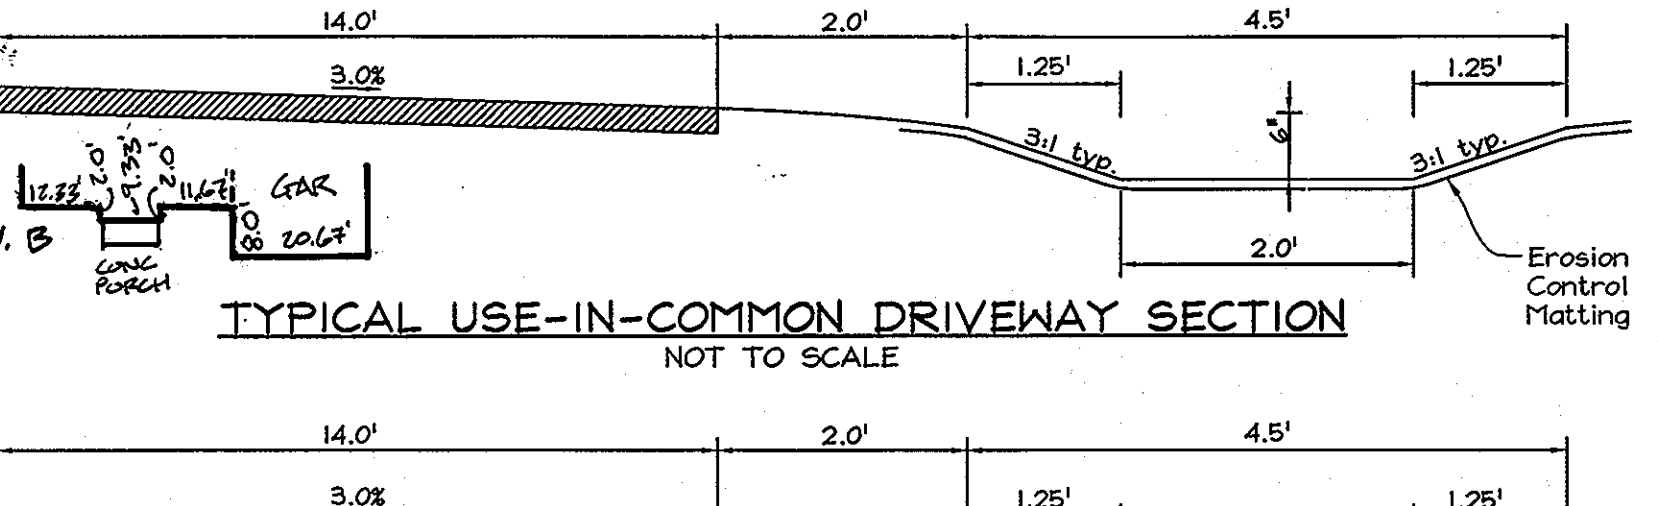 14.0' 2.0' 4.5'
3.0% 1.25' 1.25'
6"
3:1 typ. 3:1 typ.
12.33' 2.0' 9.33' 2.0' 11.67' GAR
8.0' 20.67'
B
CONC
PORCH
2.0'
Erosion
Control
Matting
TYPICAL USE-IN-COMMON DRIVEWAY SECTION
NOT TO SCALE
14.0' 2.0' 4.5'
3.0% 1.25' 1.25'